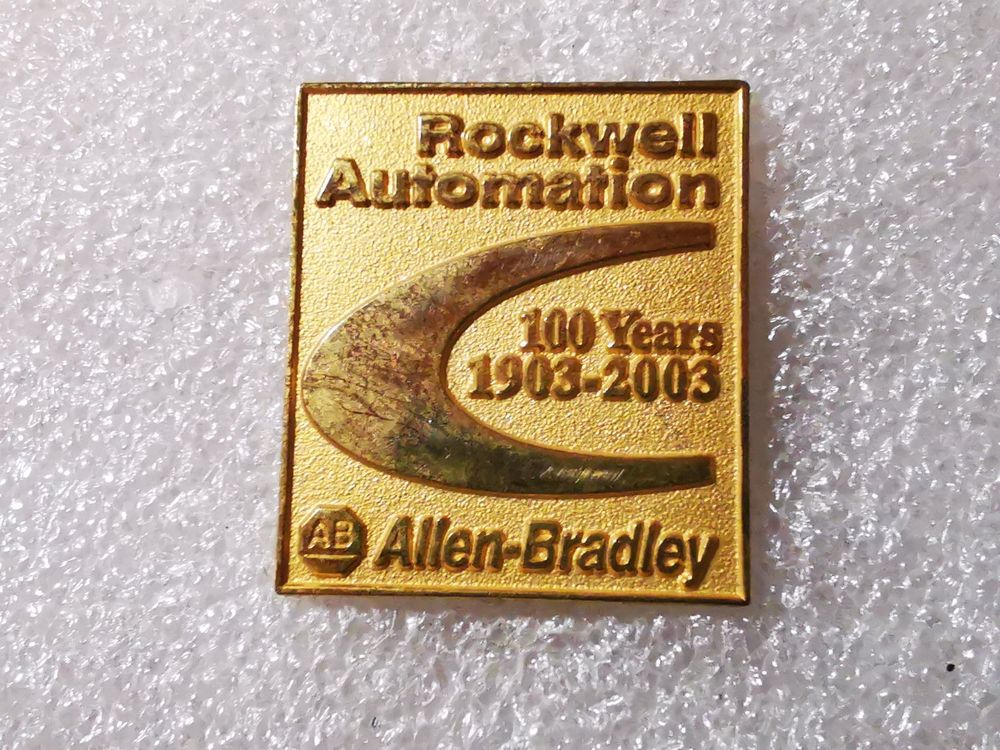 Rockwell
Automation
100 Years
1903-2003
AB Allen-Bradley